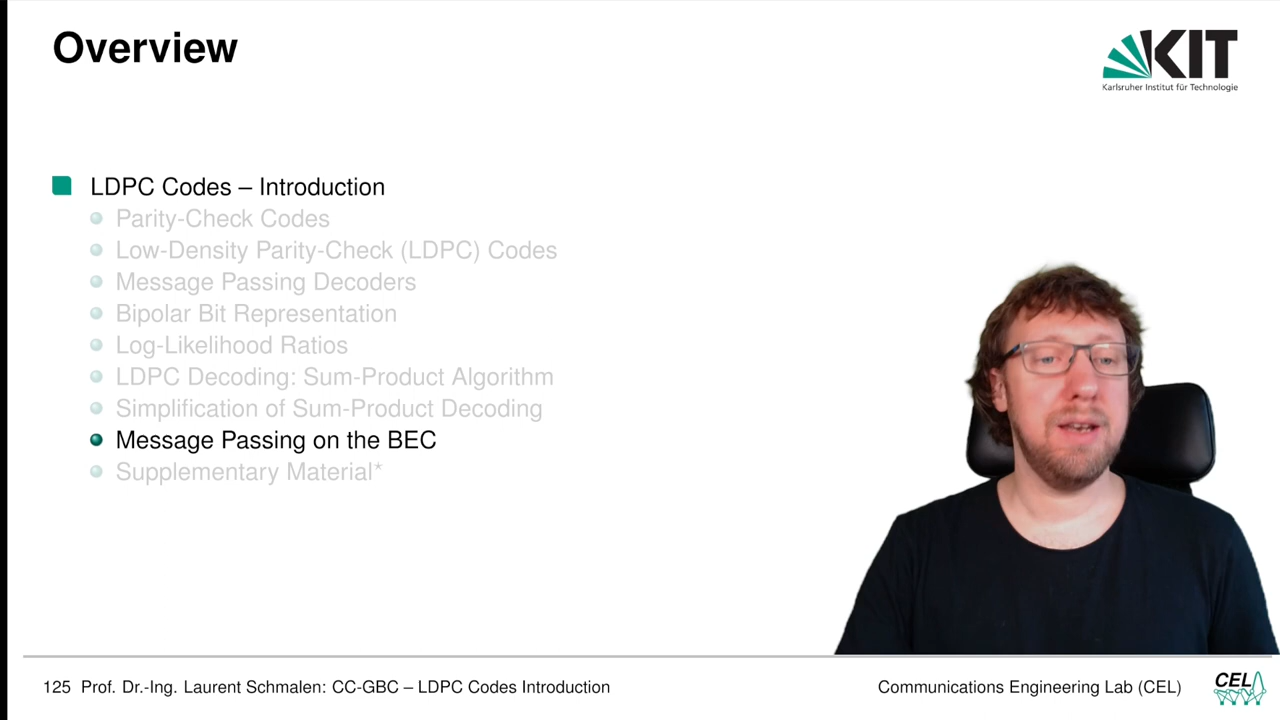 Overview
KIT
Karlsruher Institut für Technologie
LDPC Codes – Introduction
Parity-Check Codes
Low-Density Parity-Check (LDPC) Codes
Message Passing Decoders
Bipolar Bit Representation
Log-Likelihood Ratios
LDPC Decoding: Sum-Product Algorithm
Simplification of Sum-Product Decoding
Message Passing on the BEC
Supplementary Material*
125 Prof. Dr.-Ing. Laurent Schmalen: CC-GBC – LDPC Codes Introduction
Communications Engineering Lab (CEL)
CEL